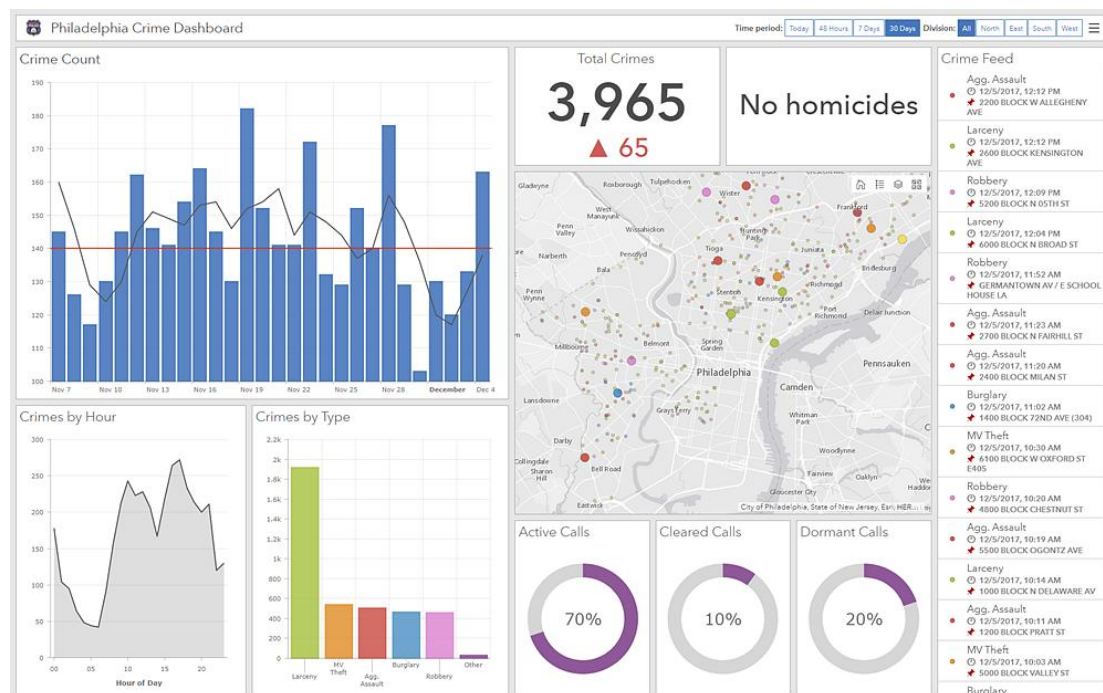 Philadelphia Crime Dashboard
Time period: Today 48 Hours 7 Days 30 Days Division: All North East South West
Crime Count
190
180
170
160
150
140
130
120
110
100
Nov 7 Nov 10 Nov 13 Nov 16 Nov 19 Nov 22 Nov 25 Nov 28 December Dec 4
Crimes by Hour
300
250
200
150
100
50
0
00 05 10 15 20
Hour of Day
Crimes by Type
2.2k
2k
1.8k
1.6k
1.4k
1.2k
1k
800
600
400
200
0
Larceny
MV
Theft
Agg.
Assault
Burglary
Robbery
Other
Total Crimes
3,965
65
No homicides
Gladwyne
Roxborough
Tulpehocken
Wister
West
Manayunk
Wissahickon
Hunting
Park
Frankford
Penn
Valley
Narberth
Bala
Tioga
Juniata
Bridesburg
Penn
Wynne
Stenton
Kensington
Richmond
Port
Richmond
Delair Junction
Millbourne
Belmont
Spring
Garden
Philadelphia
Pennsauken
Camden
Lansdowne
Grays Ferry
Whitman
Park
Darby
Collingdale
Sharon
Hill
Bell Road
Woodlynne
Fairview
Oaklyn
Gloucester City
Eastwick
City of Philadelphia, State of New Jersey, Esri, HER...
Active Calls
70%
Cleared Calls
10%
Dormant Calls
20%
Crime Feed
Agg. Assault
12/5/2017, 12:12 PM
2200 BLOCK W ALLEGHENY
AVE
Larceny
12/5/2017, 12:12 PM
2600 BLOCK KENSINGTON
AVE
Robbery
12/5/2017, 12:09 PM
5200 BLOCK N 05TH ST
Larceny
12/5/2017, 12:04 PM
6000 BLOCK N BROAD ST
Robbery
12/5/2017, 11:52 AM
GERMANTOWN AV / E SCHOOL
HOUSE LA
Agg. Assault
12/5/2017, 11:23 AM
2700 BLOCK N FAIRHILL ST
Agg. Assault
12/5/2017, 11:20 AM
2400 BLOCK MILAN ST
Burglary
12/5/2017, 11:02 AM
1400 BLOCK 72ND AVE (304)
MV Theft
12/5/2017, 10:30 AM
6100 BLOCK W OXFORD ST
E405
Robbery
12/5/2017, 10:20 AM
4800 BLOCK CHESTNUT ST
Agg. Assault
12/5/2017, 10:19 AM
5500 BLOCK OGONTZ AVE
Larceny
12/5/2017, 10:14 AM
1000 BLOCK N DELAWARE AV
Agg. Assault
12/5/2017, 10:11 AM
1200 BLOCK PRATT ST
MV Theft
12/5/2017, 10:03 AM
5000 BLOCK VALLEY ST
Burglary